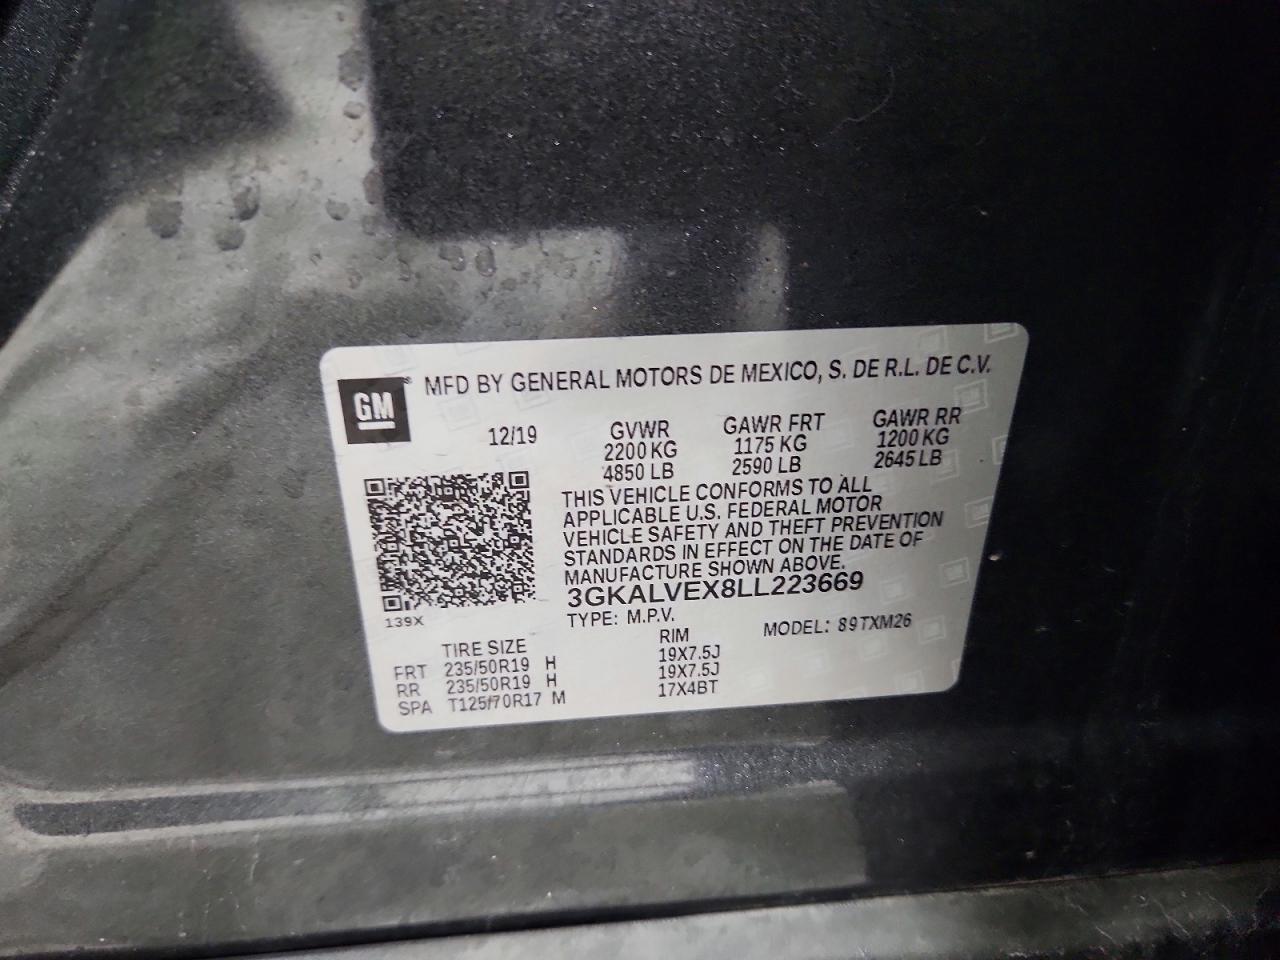 GM® MFD BY GENERAL MOTORS DE MEXICO, S. DE R.L. DE C.V.
12/19 GVWR GAWR FRT GAWR RR
2200 KG 1175 KG 1200 KG
4850 LB 2590 LB 2645 LB
THIS VEHICLE CONFORMS TO ALL
APPLICABLE U.S. FEDERAL MOTOR
VEHICLE SAFETY AND THEFT PREVENTION
STANDARDS IN EFFECT ON THE DATE OF
MANUFACTURE SHOWN ABOVE.
3GKALVEX8LL223669
139X
TYPE: M.P.V. MODEL: 89TXM26
TIRE SIZE RIM
FRT 235/50R19 H 19X7.5J
RR 235/50R19 H 19X7.5J
SPA T125/70R17 M 17X4BT